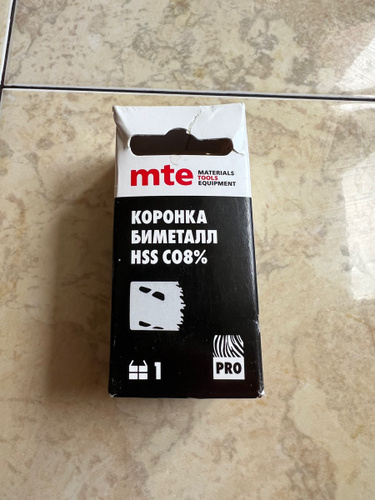 mte
MATERIALS
TOOLS
EQUIPMENT
КОРОНКА
БИМЕТАЛЛ
HSS CO8%
1
PRO